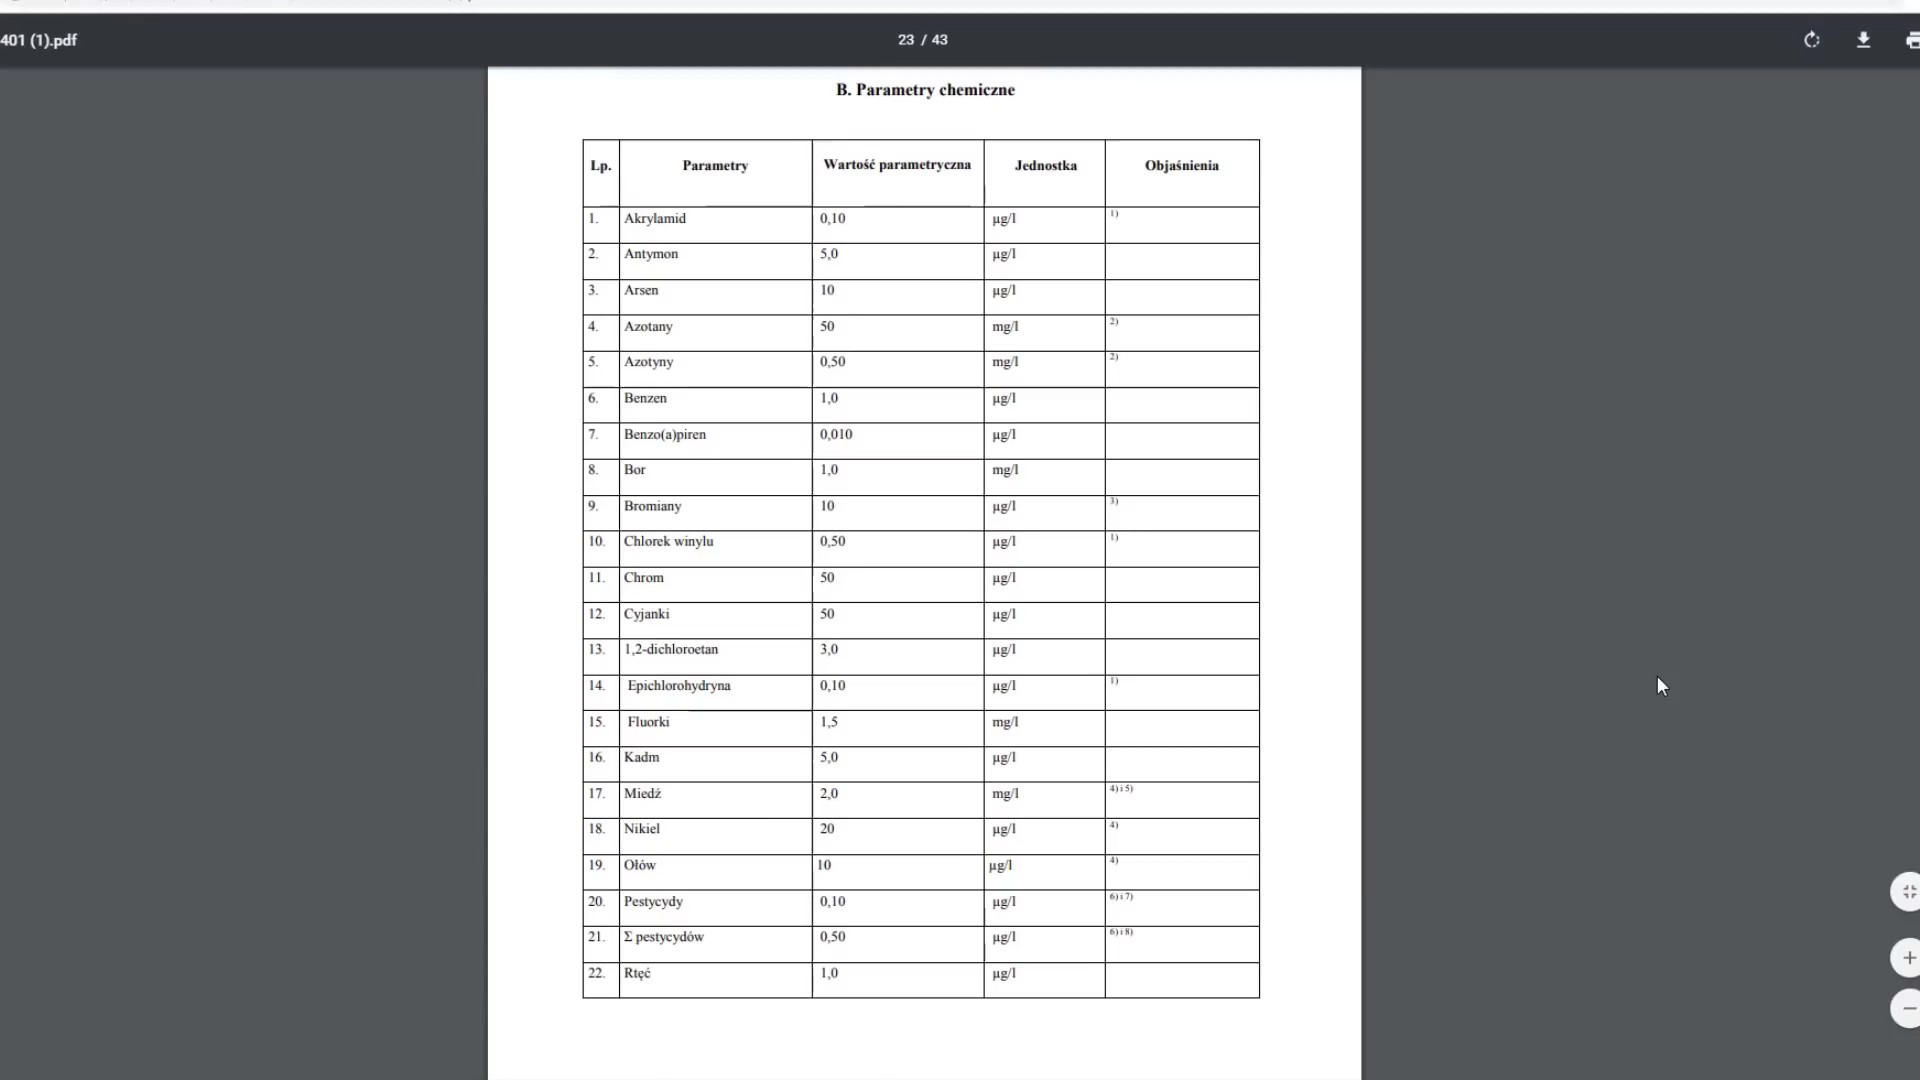 401 (1).pdf 23 / 43
B. Parametry chemiczne
Lp. Parametry Wartość parametryczna Jednostka Objaśnienia
1. Akrylamid 0,10 µg/l 1)
2. Antymon 5,0 µg/l
3. Arsen 10 µg/l
4. Azotany 50 mg/l 2)
5. Azotyny 0,50 mg/l 2)
6. Benzen 1,0 µg/l
7. Benzo(a)piren 0,010 µg/l
8. Bor 1,0 mg/l
9. Bromiany 10 µg/l 3)
10. Chlorek winylu 0,50 µg/l 1)
11. Chrom 50 µg/l
12. Cyjanki 50 µg/l
13. 1,2-dichloroetan 3,0 µg/l
14. Epichlorohydryna 0,10 µg/l 1)
15. Fluorki 1,5 mg/l
16. Kadm 5,0 µg/l
17. Miedź 2,0 mg/l 4) i 5)
18. Nikiel 20 µg/l 4)
19. Ołów 10 µg/l 4)
20. Pestycydy 0,10 µg/l 6) i 7)
21. Σ pestycydów 0,50 µg/l 6) i 8)
22. Rtęć 1,0 µg/l